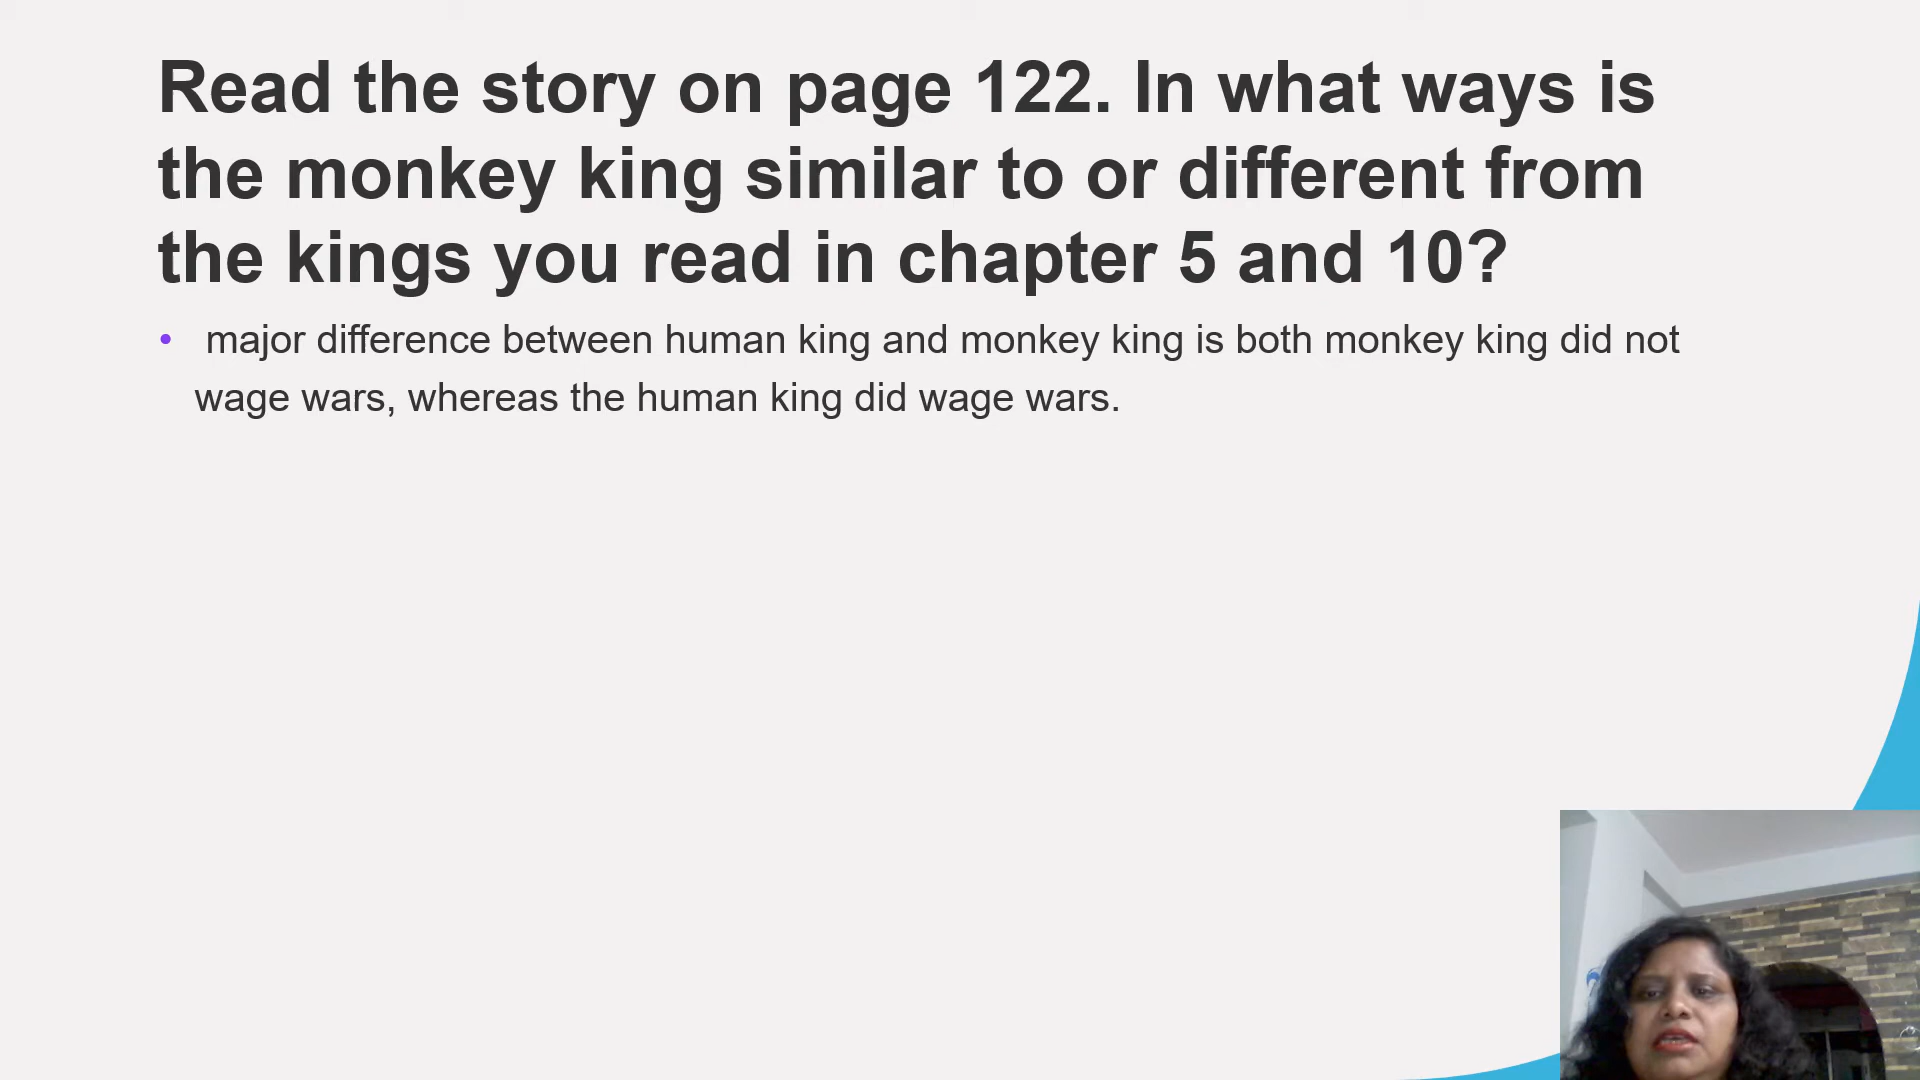 Read the story on page 122. In what ways is
the monkey king similar to or different from
the kings you read in chapter 5 and 10?
• major difference between human king and monkey king is both monkey king did not
wage wars, whereas the human king did wage wars.